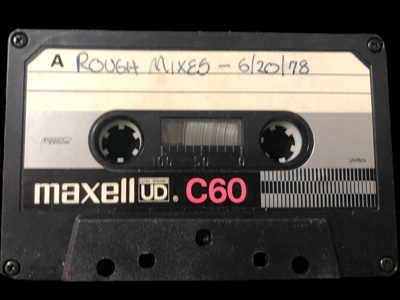 A ROUGH MIXES - 6/20/78
100 50 0
JAPAN
maxell UD. C60